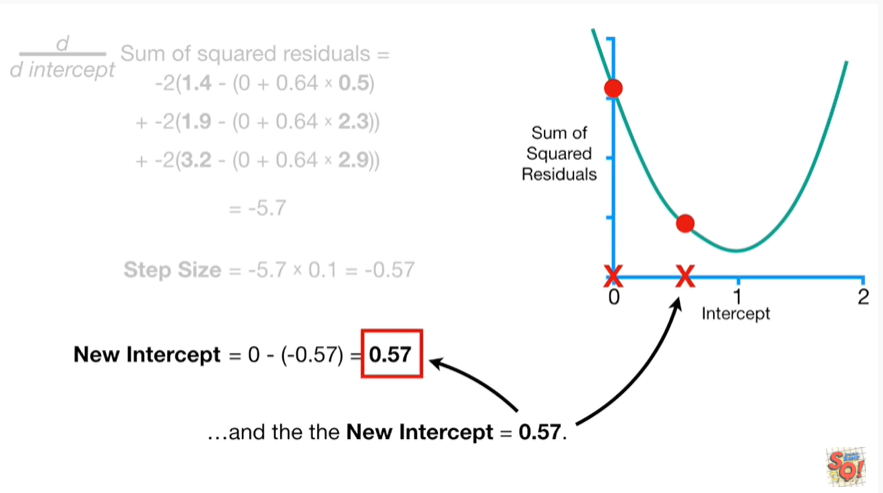 d
d intercept
Sum of squared residuals =
-2(1.4 - (0 + 0.64 × 0.5)
+ -2(1.9 - (0 + 0.64 × 2.3))
+ -2(3.2 - (0 + 0.64 × 2.9))
= -5.7
Step Size = -5.7 × 0.1 = -0.57
New Intercept = 0 - (-0.57) = 0.57
...and the the New Intercept = 0.57.
Sum of
Squared
Residuals
X X
0 1 2
Intercept
SQ!